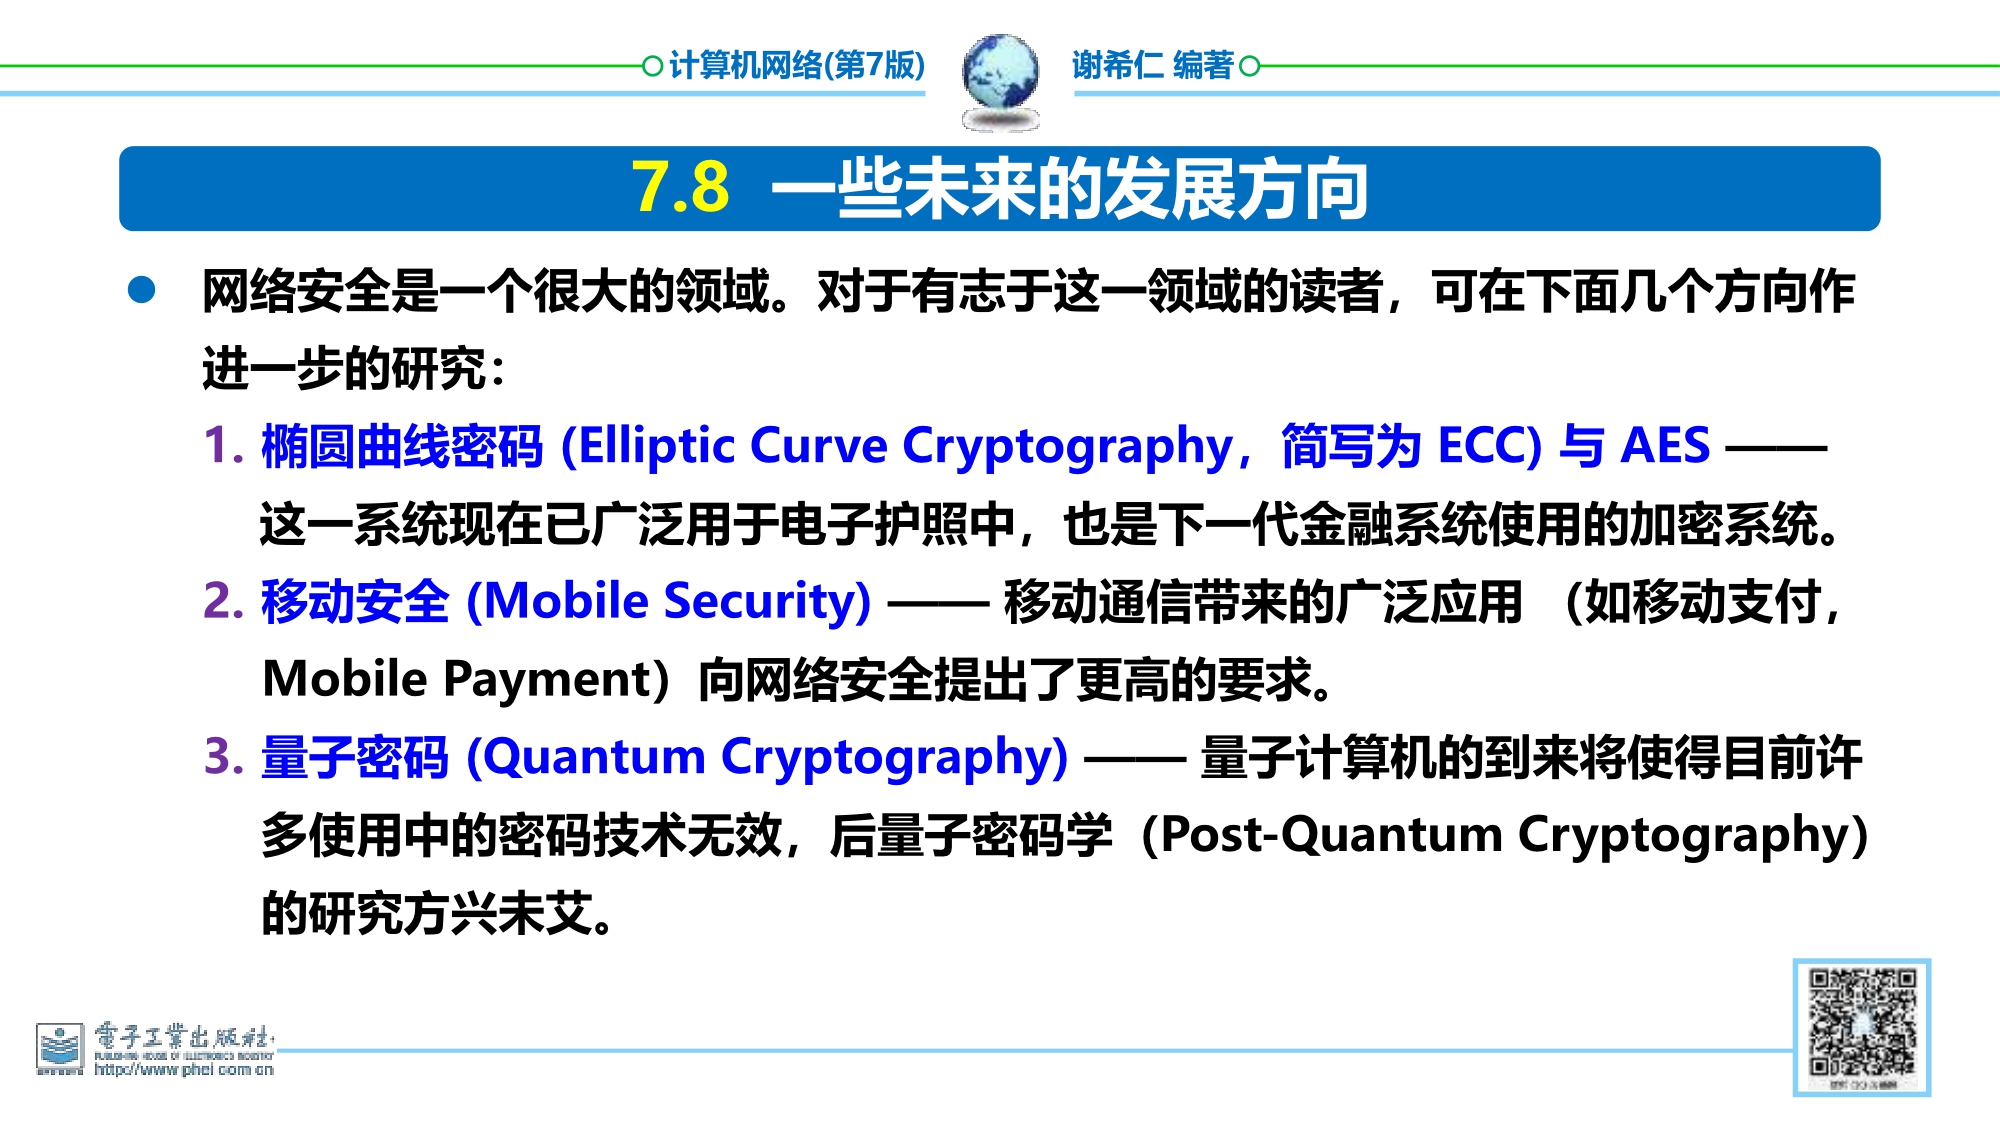 计算机网络(第7版)
谢希仁 编著
7.8 一些未来的发展方向
● 网络安全是一个很大的领域。对于有志于这一领域的读者，可在下面几个方向作
进一步的研究：
1. 椭圆曲线密码 (Elliptic Curve Cryptography，简写为 ECC) 与 AES ——
这一系统现在已广泛用于电子护照中，也是下一代金融系统使用的加密系统。
2. 移动安全 (Mobile Security) —— 移动通信带来的广泛应用 （如移动支付，
Mobile Payment）向网络安全提出了更高的要求。
3. 量子密码 (Quantum Cryptography) —— 量子计算机的到来将使得目前许
多使用中的密码技术无效，后量子密码学（Post-Quantum Cryptography）
的研究方兴未艾。
電子工業出版社
PUBLISHING HOUSE OF ELECTRONICS INDUSTRY
http://www.phei.com.cn